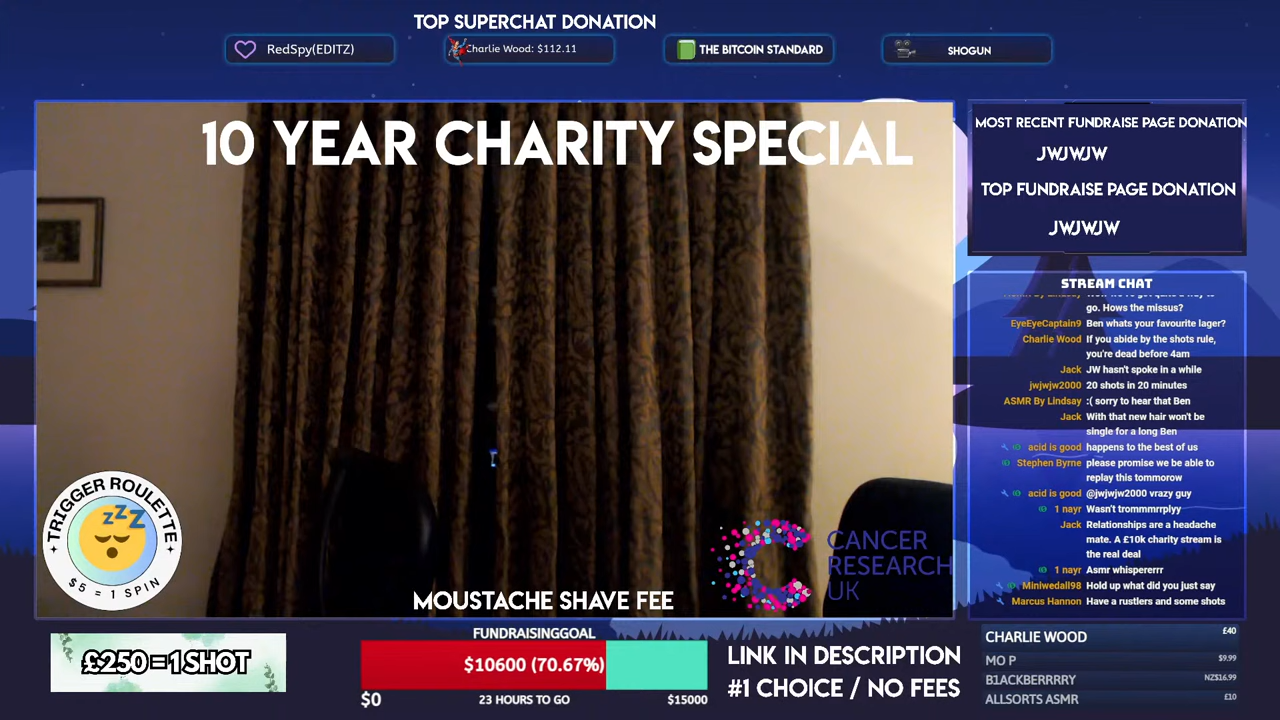 TOP SUPERCHAT DONATION
RedSpy(EDITZ)
Charlie Wood: $112.11
THE BITCOIN STANDARD
SHOGUN
10 YEAR CHARITY SPECIAL
MOST RECENT FUNDRAISE PAGE DONATION
JWJWJW
TOP FUNDRAISE PAGE DONATION
JWJWJW
STREAM CHAT
go. Hows the missus?
EyeEyeCaptain9 Ben whats your favourite lager?
Charlie Wood If you abide by the shots rule,
you're dead before 4am
Jack JW hasn't spoken in a while
jwjwjw2000 20 shots in 20 minutes
ASMR By Lindsay :( sorry to hear that Ben
Jack With that new hair won't be
single for a long Ben
acid is good happens to the best of us
Stephen Byrne please promise we be able to
replay this tommorow
acid is good @jwjwjw2000 vrazy guy
1 nayr Wasn't trommmrrplyy
Jack Relationships are a headache
mate. A £10k charity stream is
the real deal
1 nayr Asmr whispererrr
Miniwedall98 Hold up what did you just say
Marcus Hannon Have a rustlers and some shots
TRIGGER ROULETTE
zzz
$5 = 1 SPIN
CANCER
RESEARCH
UK
MOUSTACHE SHAVE FEE
£250 = 1 SHOT
FUNDRAISINGGOAL
$10600 (70.67%)
$0
23 HOURS TO GO
$15000
LINK IN DESCRIPTION
#1 CHOICE / NO FEES
CHARLIE WOOD £40
MO P $9.99
B1ACKBERRRRY NZ$16.99
ALLSORTS ASMR £10